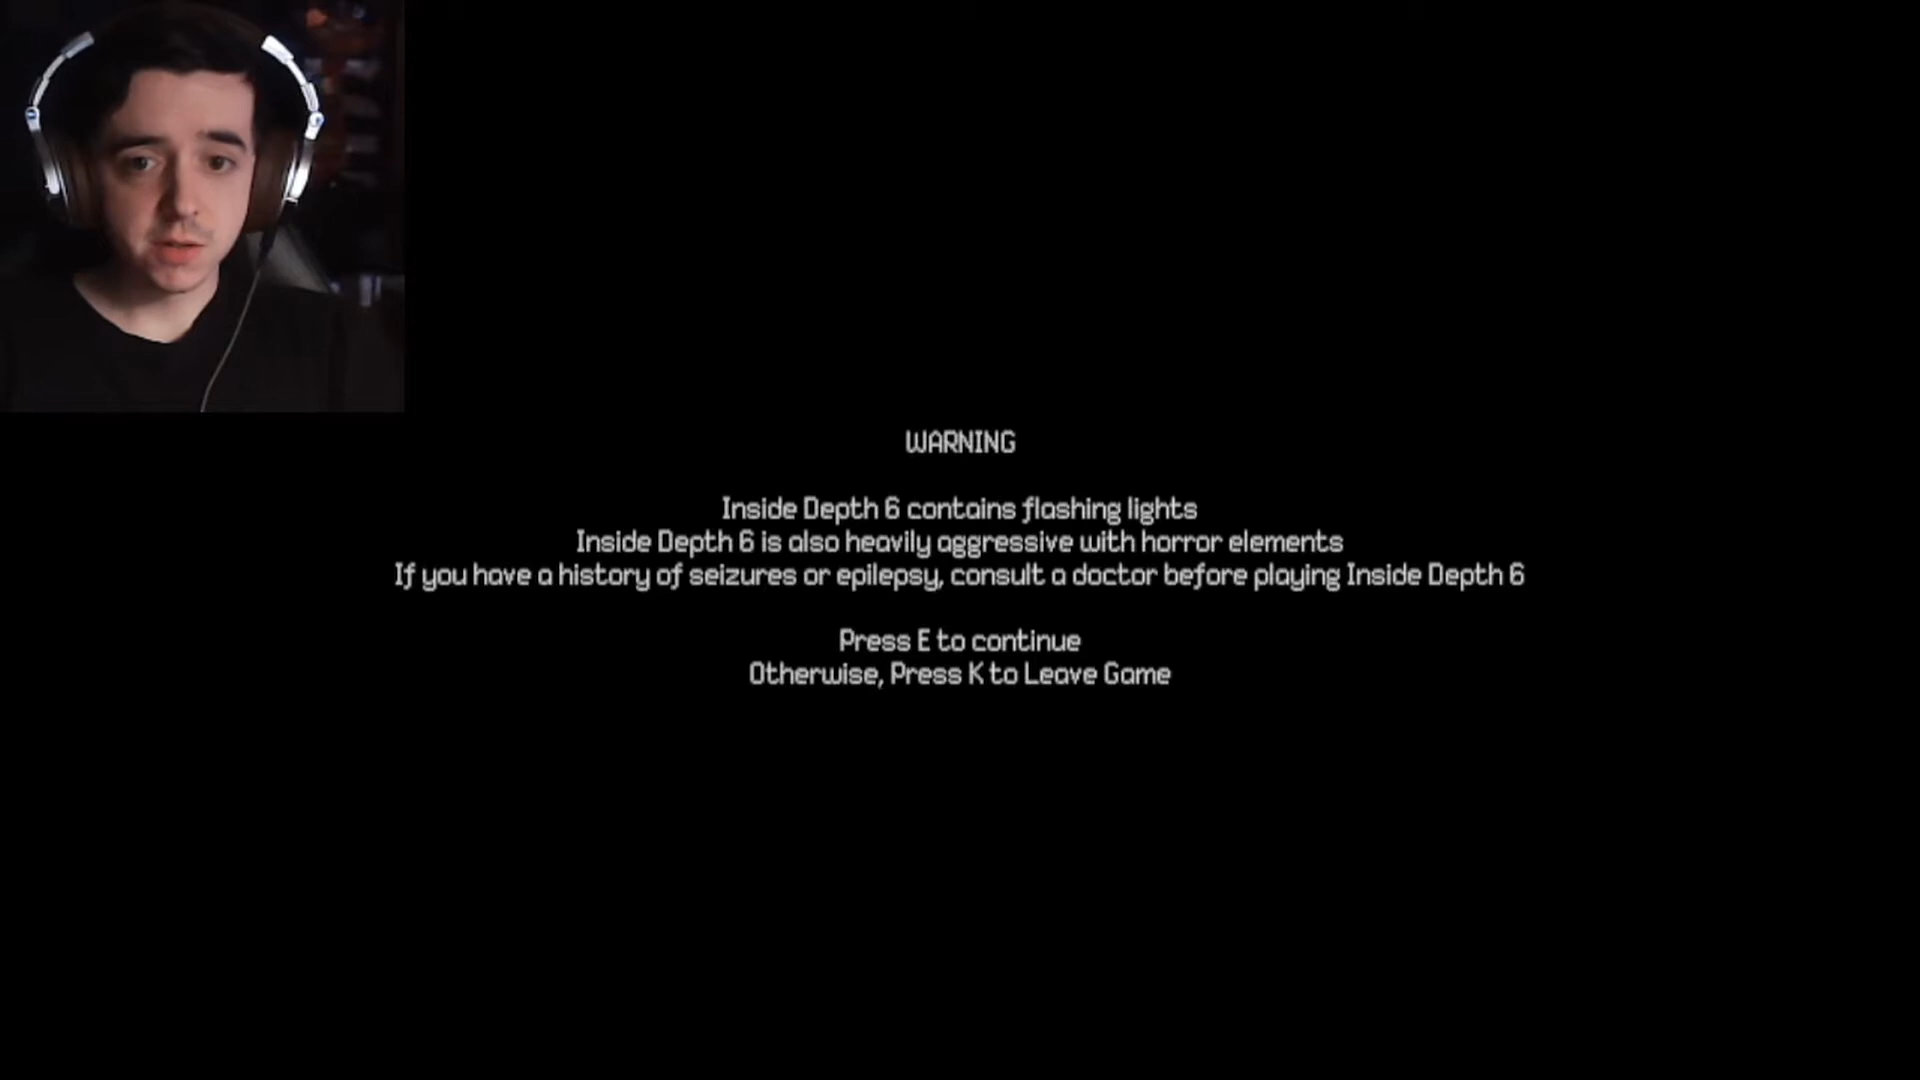 WARNING
Inside Depth 6 contains flashing lights
Inside Depth 6 is also heavily aggressive with horror elements
If you have a history of seizures or epilepsy, consult a doctor before playing Inside Depth 6
Press E to continue
Otherwise, Press K to Leave Game